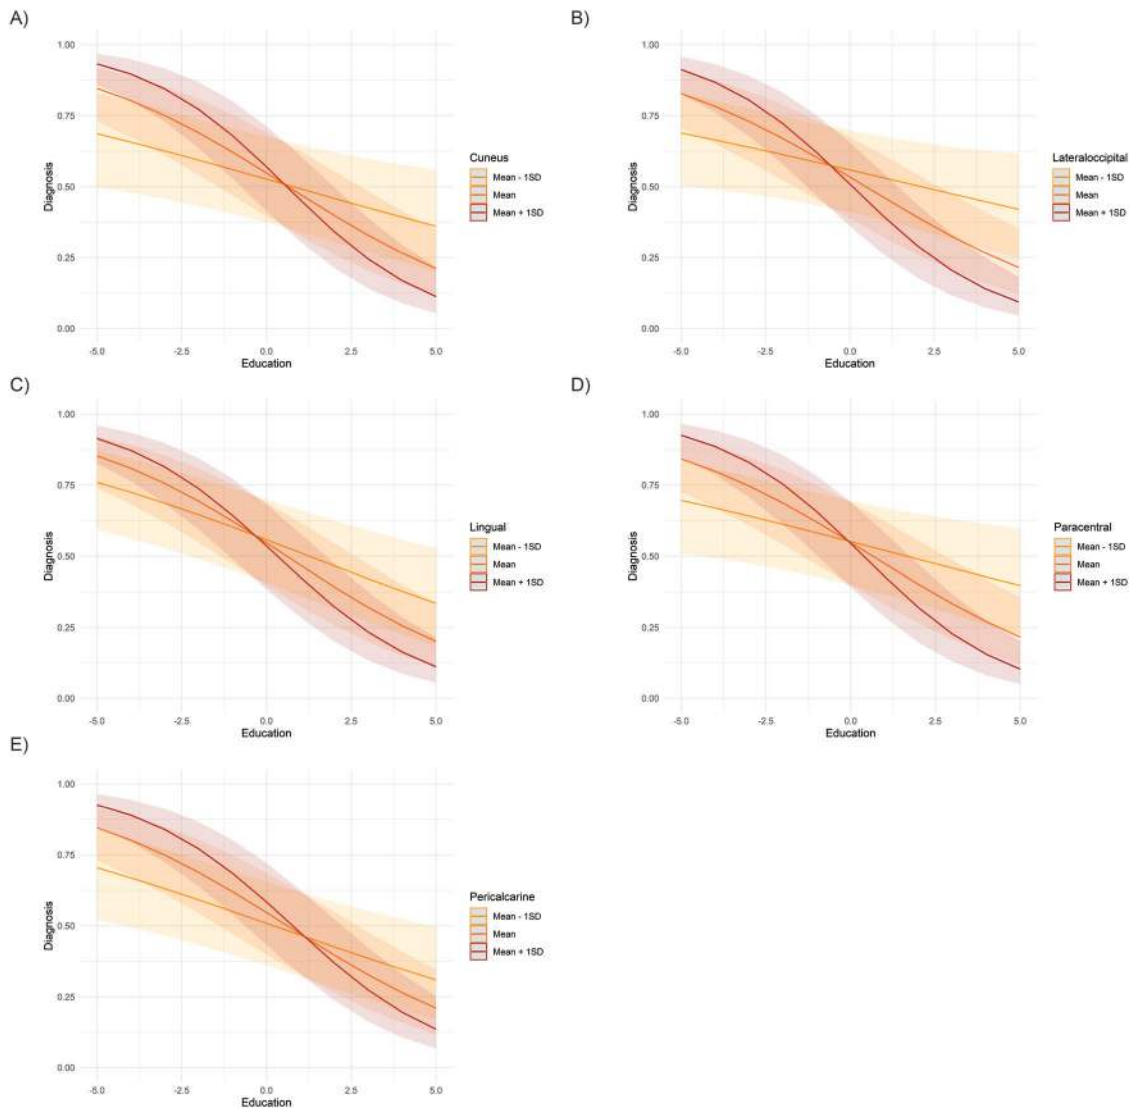 A)
1.00
0.75
0.50
0.25
0.00
Diagnosis
-5.0 -2.5 0.0 2.5 5.0
Education
Cuneus
Mean - 1SD
Mean
Mean + 1SD
B)
1.00
0.75
0.50
0.25
0.00
Diagnosis
-5.0 -2.5 0.0 2.5 5.0
Education
Lateraloccipital
Mean - 1SD
Mean
Mean + 1SD
C)
1.00
0.75
0.50
0.25
0.00
Diagnosis
-5.0 -2.5 0.0 2.5 5.0
Education
Lingual
Mean - 1SD
Mean
Mean + 1SD
D)
1.00
0.75
0.50
0.25
0.00
Diagnosis
-5.0 -2.5 0.0 2.5 5.0
Education
Paracentral
Mean - 1SD
Mean
Mean + 1SD
E)
1.00
0.75
0.50
0.25
0.00
Diagnosis
-5.0 -2.5 0.0 2.5 5.0
Education
Pericalcarine
Mean - 1SD
Mean
Mean + 1SD